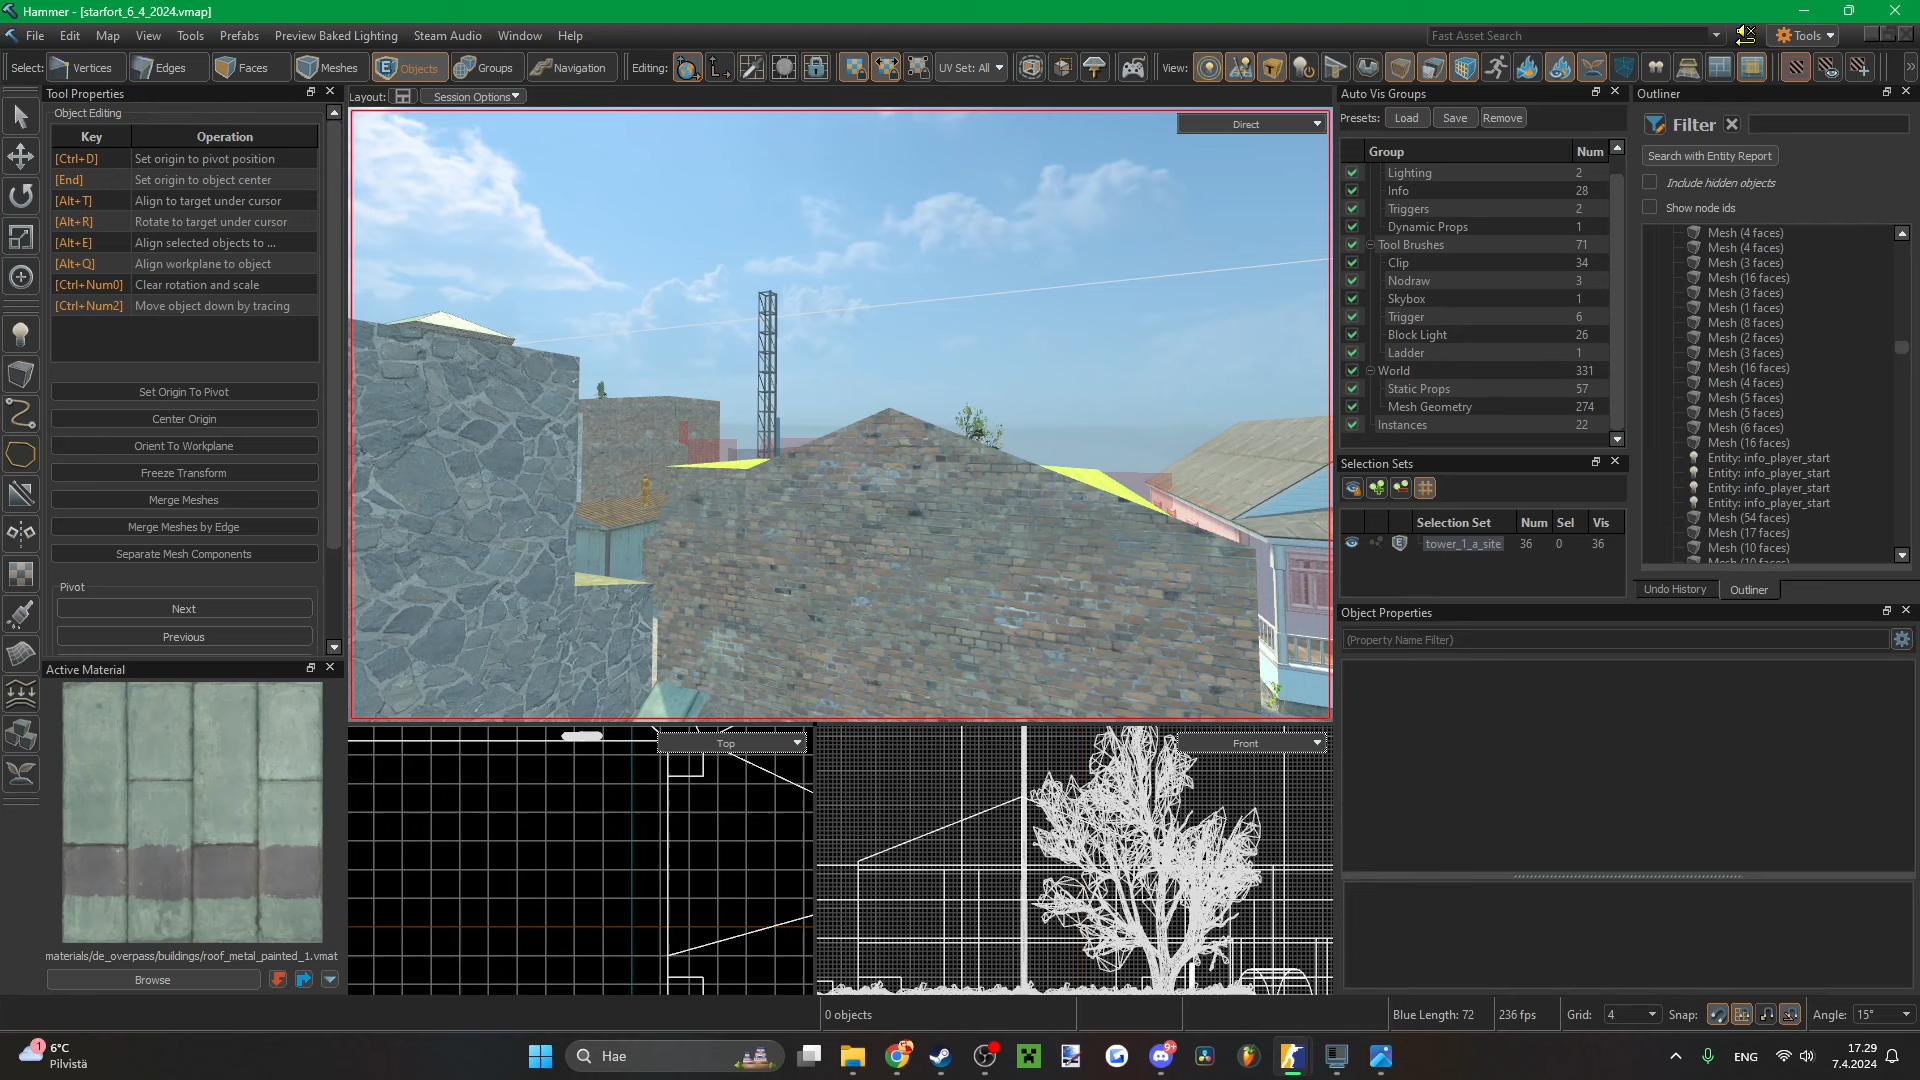 Hammer - [starfort_6_4_2024.vmap]
File Edit Map View Tools Prefabs Preview Baked Lighting Steam Audio Window Help
Fast Asset Search
Tools
Select: Vertices Edges Faces Meshes Objects Groups Navigation Editing: UV Set: All View:
Tool Properties
Object Editing
Key Operation
[Ctrl+D] Set origin to pivot position
[End] Set origin to object center
[Alt+T] Align to target under cursor
[Alt+R] Rotate to target under cursor
[Alt+E] Align selected objects to ...
[Alt+Q] Align workplane to object
[Ctrl+Num0] Clear rotation and scale
[Ctrl+Num2] Move object down by tracing
Set Origin To Pivot
Center Origin
Orient To Workplane
Freeze Transform
Merge Meshes
Merge Meshes by Edge
Separate Mesh Components
Pivot
Next
Previous
Active Material
materials/de_overpass/buildings/roof_metal_painted_1.vmat
Browse
Layout: Session Options
Direct
Top
Front
Auto Vis Groups
Presets: Load Save Remove
Group Num
Lighting 2
Info 28
Triggers 2
Dynamic Props 1
Tool Brushes 71
Clip 34
Nodraw 3
Skybox 1
Trigger 6
Block Light 26
Ladder 1
World 331
Static Props 57
Mesh Geometry 274
Instances 22
Selection Sets
Selection Set Num Sel Vis
tower_1_a_site 36 0 36
Outliner
Filter
Search with Entity Report
Include hidden objects
Show node ids
Mesh (4 faces)
Mesh (4 faces)
Mesh (3 faces)
Mesh (16 faces)
Mesh (3 faces)
Mesh (1 faces)
Mesh (8 faces)
Mesh (2 faces)
Mesh (3 faces)
Mesh (16 faces)
Mesh (4 faces)
Mesh (5 faces)
Mesh (5 faces)
Mesh (6 faces)
Mesh (16 faces)
Entity: info_player_start
Entity: info_player_start
Entity: info_player_start
Entity: info_player_start
Mesh (54 faces)
Mesh (17 faces)
Mesh (10 faces)
Undo History Outliner
Object Properties
(Property Name Filter)
0 objects
Blue Length: 72
236 fps
Grid: 4
Snap:
Angle: 15°
1
6°C
Pilvistä
Hae
9+
ENG
17.29
7.4.2024